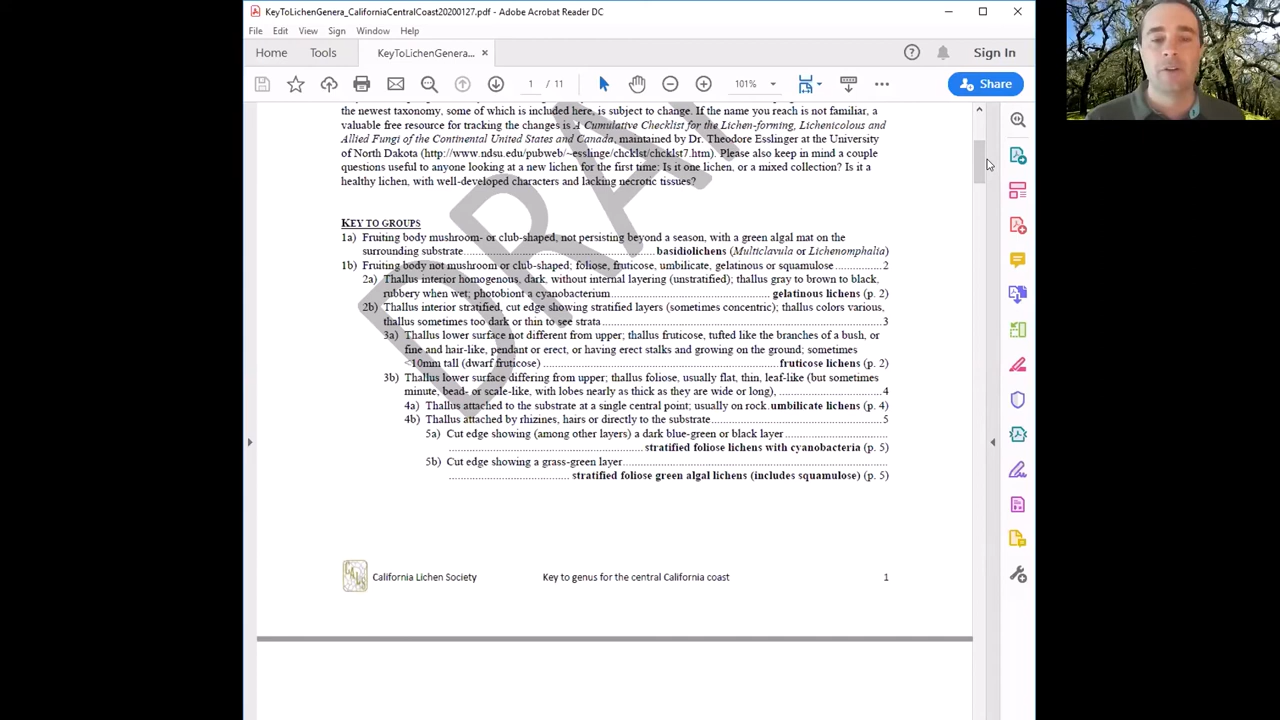 KeyToLichenGenera_CaliforniaCentralCoast20200127.pdf - Adobe Acrobat Reader DC
File Edit View Sign Window Help
Home Tools KeyToLichenGenera... × Sign In
1 / 11 101% Share
the newest taxonomy, some of which is included here, is subject to change. If the name you reach is not familiar, a
valuable free resource for tracking the changes is A Cumulative Checklist for the Lichen-forming, Lichenicolous and
Allied Fungi of the Continental United States and Canada, maintained by Dr. Theodore Esslinger at the University
of North Dakota (http://www.ndsu.edu/pubweb/~esslinge/chcklst/chcklst7.htm). Please also keep in mind a couple
questions useful to anyone looking at a new lichen for the first time: Is it one lichen, or a mixed collection? Is it a
healthy lichen, with well-developed characters and lacking necrotic tissues?
KEY TO GROUPS
1a) Fruiting body mushroom- or club-shaped, not persisting beyond a season, with a green algal mat on the
surrounding substrate.................... basidiolichens (Multiclavula or Lichenomphalia)
1b) Fruiting body not mushroom or club-shaped; foliose, fruticose, umbilicate, gelatinous or squamulose...............2
2a) Thallus interior homogenous, dark, without internal layering (unstratified); thallus gray to brown to black,
rubbery when wet; photobiont a cyanobacterium.................... gelatinous lichens (p. 2)
2b) Thallus interior stratified, cut edge showing stratified layers (sometimes concentric); thallus colors various,
thallus sometimes too dark or thin to see strata....................3
3a) Thallus lower surface not different from upper; thallus fruticose, tufted like the branches of a bush, or
fine and hair-like, pendant or erect, or having erect stalks and growing on the ground; sometimes
<10mm tall (dwarf fruticose) .................... fruticose lichens (p. 2)
3b) Thallus lower surface differing from upper; thallus foliose, usually flat, thin, leaf-like (but sometimes
minute, bead- or scale-like, with lobes nearly as thick as they are wide or long), ....................4
4a) Thallus attached to the substrate at a single central point; usually on rock. umbilicate lichens (p. 4)
4b) Thallus attached by rhizines, hairs or directly to the substrate....................5
5a) Cut edge showing (among other layers) a dark blue-green or black layer....................
.................... stratified foliose lichens with cyanobacteria (p. 5)
5b) Cut edge showing a grass-green layer....................
.................... stratified foliose green algal lichens (includes squamulose) (p. 5)
CALS California Lichen Society Key to genus for the central California coast 1